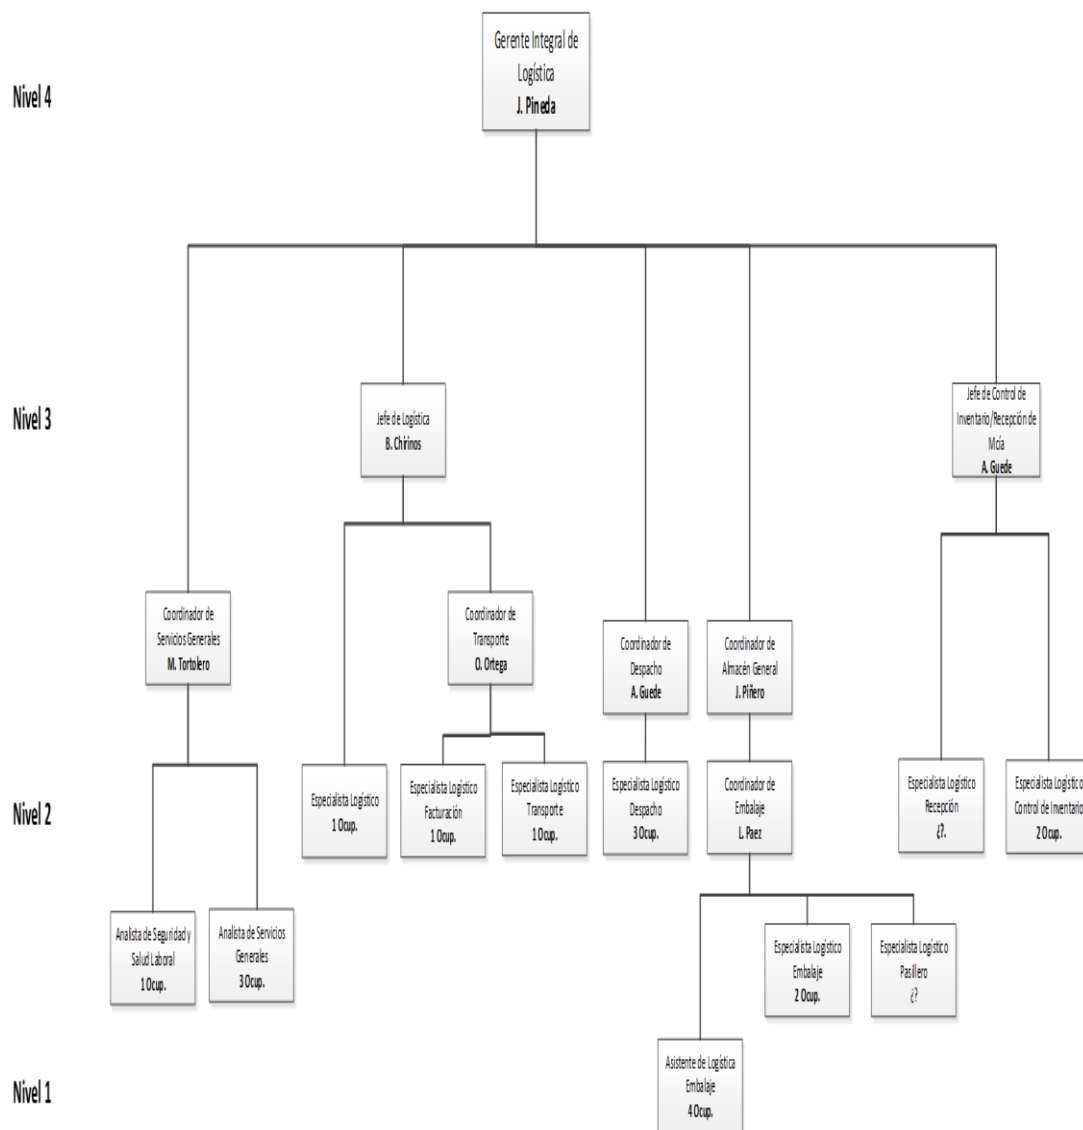 Nivel 4
Gerente Integral de
Logística
J. Pineda
Nivel 3
Jefe de Logística
B. Chirinos
Jefe de Control de
Inventario/Recepción de
Mcía
A. Guede
Coordinador de
Servicios Generales
M. Tortolero
Coordinador de
Transporte
O. Ortega
Coordinador de
Despacho
A. Guede
Coordinador de
Almacén General
J. Piñero
Nivel 2
Especialista Logístico
1 Ocup.
Especialista Logístico
Facturación
1 Ocup.
Especialista Logístico
Transporte
1 Ocup.
Especialista Logístico
Despacho
3 Ocup.
Coordinador de
Embalaje
L. Paez
Especialista Logístico
Recepción
¿?.
Especialista Logístico
Control de Inventario
2 Ocup.
Analista de Seguridad y
Salud Laboral
1 Ocup.
Analista de Servicios
Generales
3 Ocup.
Especialista Logístico
Embalaje
2 Ocup.
Especialista Logístico
Pasillero
¿?
Nivel 1
Asistente de Logística
Embalaje
4 Ocup.